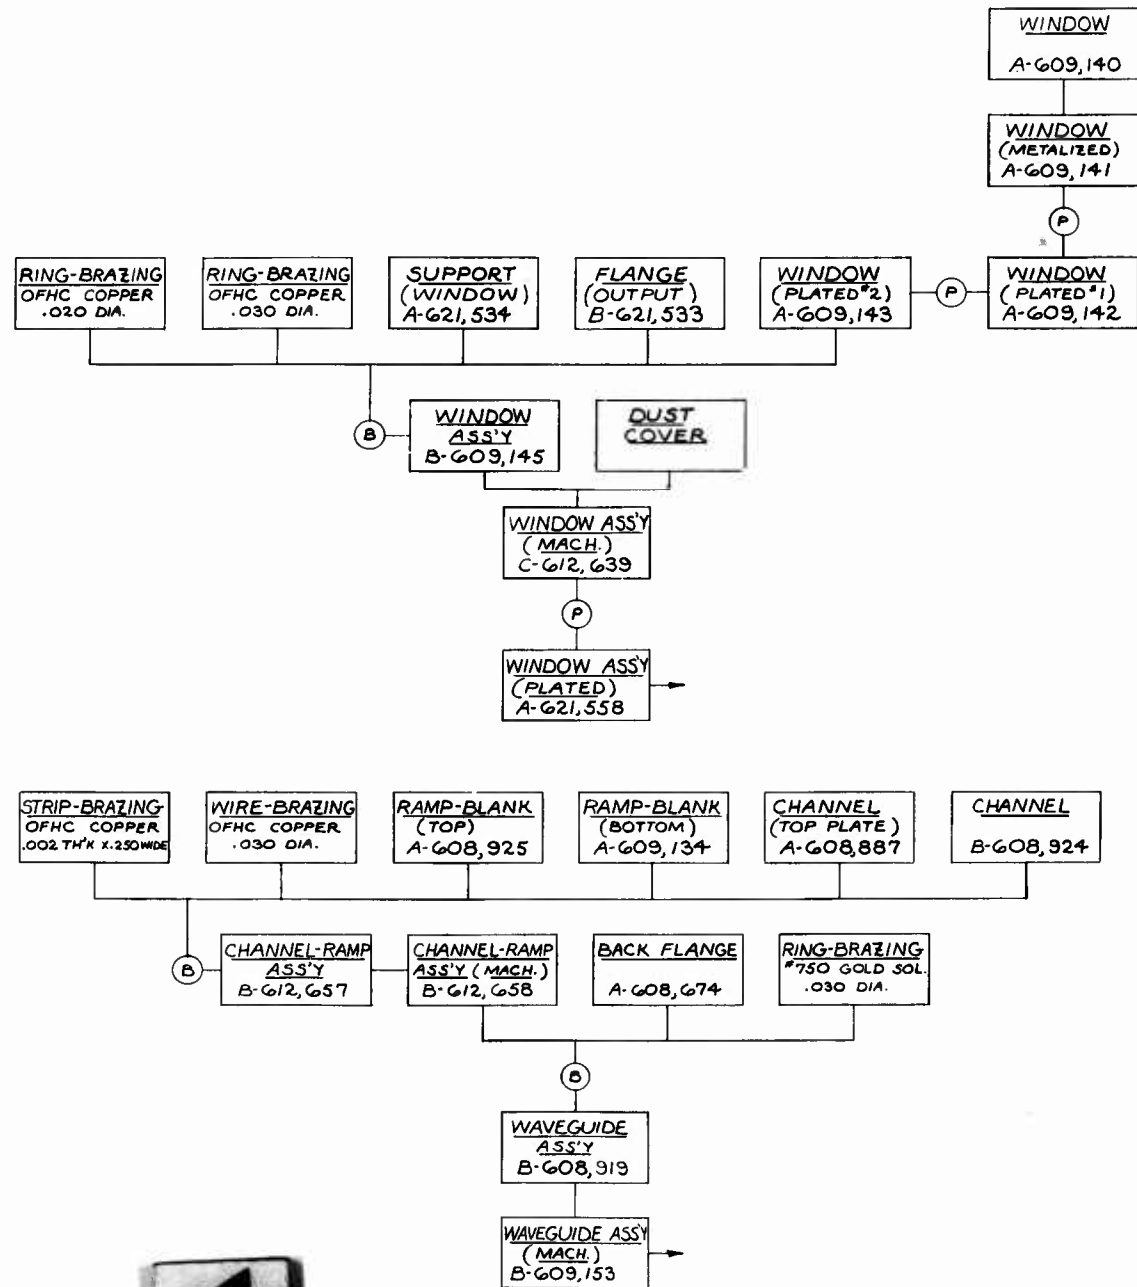 WINDOW
A-609,140
WINDOW
(METALIZED)
A-609,141
P
RING-BRAZING
OFHC COPPER
.020 DIA.
RING-BRAZING
OFHC COPPER
.030 DIA.
SUPPORT
(WINDOW)
A-621,534
FLANGE
(OUTPUT)
B-621,533
WINDOW
(PLATED #2)
A-609,143
P
WINDOW
(PLATED #1)
A-609,142
B
WINDOW
ASS'Y
B-609,145
DUST
COVER
WINDOW ASS'Y
(MACH.)
C-612,639
P
WINDOW ASS'Y
(PLATED)
A-621,558
STRIP-BRAZING
OFHC COPPER
.002 TH'K X .250 WIDE
WIRE-BRAZING
OFHC COPPER
.030 DIA.
RAMP-BLANK
(TOP)
A-608,925
RAMP-BLANK
(BOTTOM)
A-609,134
CHANNEL
(TOP PLATE)
A-608,887
CHANNEL
B-608,924
B
CHANNEL-RAMP
ASS'Y
B-612,657
CHANNEL-RAMP
ASS'Y (MACH.)
B-612,658
BACK FLANGE
A-608,674
RING-BRAZING
#750 GOLD SOL.
.030 DIA.
B
WAVEGUIDE
ASS'Y
B-608,919
WAVEGUIDE ASS'Y
(MACH.)
B-609,153